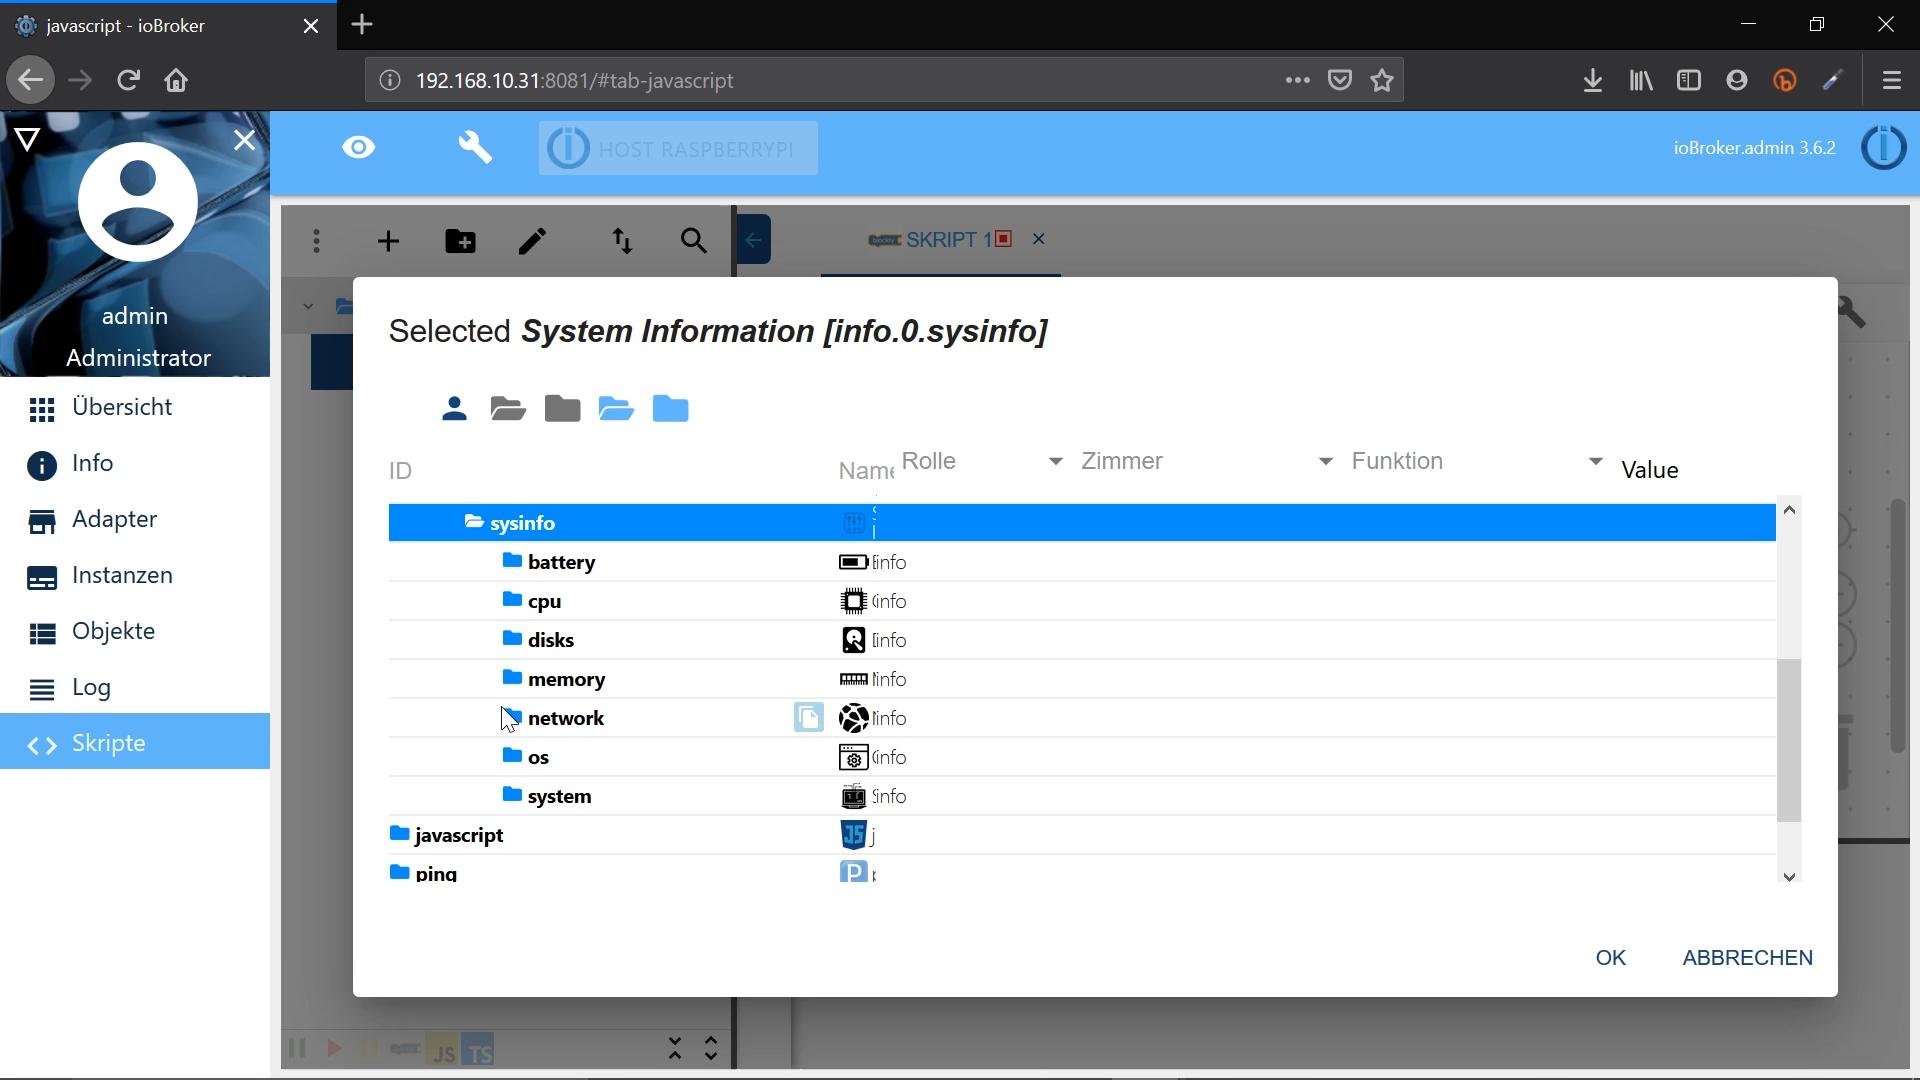 javascript - ioBroker
192.168.10.31:8081/#tab-javascript
HOST RASPBERRYPI
ioBroker.admin 3.6.2
admin
Administrator
Übersicht
Info
Adapter
Instanzen
Objekte
Log
Skripte
SKRIPT 1
Selected System Information [info.0.sysinfo]
ID Name Rolle Zimmer Funktion Value
sysinfo
battery info
cpu info
disks info
memory info
network info
os info
system info
javascript j
ping
OK ABBRECHEN
JS TS